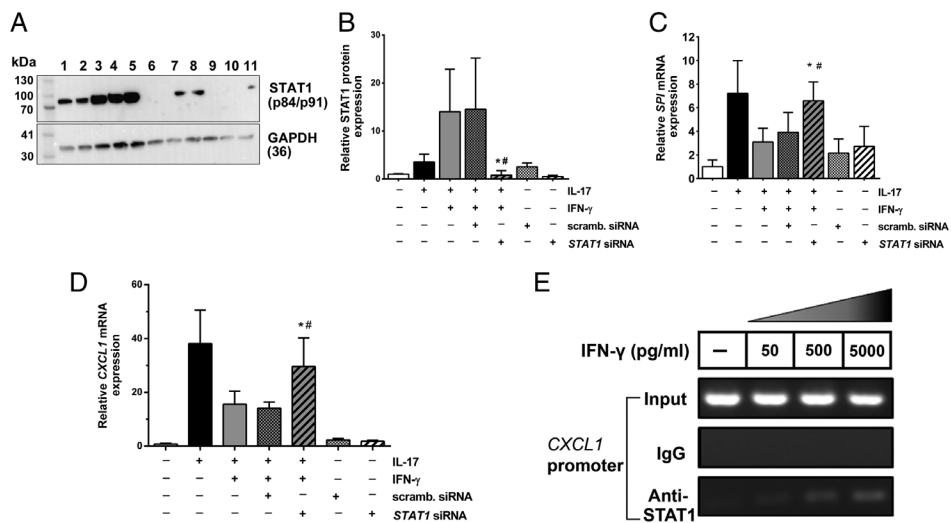 A
kDa
1 2 3 4 5 6 7 8 9 10 11
130
100
70
STAT1
(p84/p91)
41
30
GAPDH
(36)
B
Relative STAT1 protein
expression
30
20
10
0
*#
– + + + + – – IL-17
– – + + + – – IFN-γ
– – – + – + – scramb. siRNA
– – – – + – + STAT1 siRNA
C
Relative SPI mRNA
expression
12
10
8
6
4
2
0
* #
– + + + + – – IL-17
– – + + + – – IFN-γ
– – – + – + – scramb. siRNA
– – – – + – + STAT1 siRNA
D
Relative CXCL1 mRNA
expression
60
40
20
0
*#
– + + + + – – IL-17
– – + + + – – IFN-γ
– – – + – + – scramb. siRNA
– – – – + – + STAT1 siRNA
E
IFN-γ (pg/ml) – 50 500 5000
Input
CXCL1
promoter
IgG
Anti-
STAT1